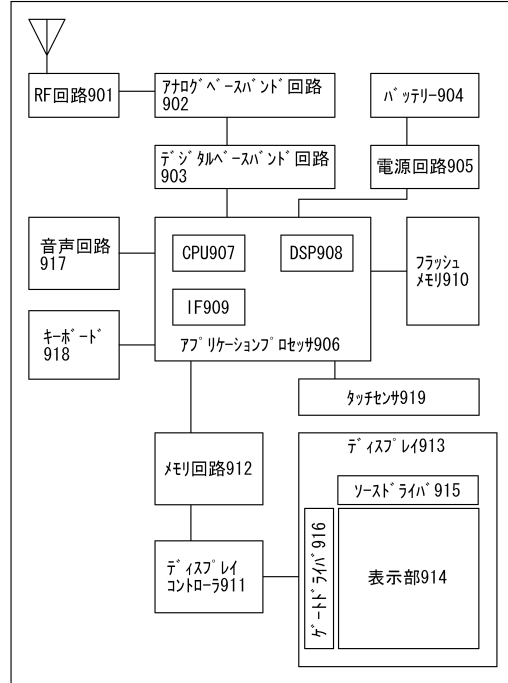 RF回路901
ｱﾅﾛｸﾞﾍﾞｰｽﾊﾞﾝﾄﾞ回路
902
ﾊﾞｯﾃﾘｰ904
ﾃﾞｼﾞﾀﾙﾍﾞｰｽﾊﾞﾝﾄﾞ回路
903
電源回路905
音声回路
917
CPU907
DSP908
IF909
ｱﾌﾟﾘｹｰｼｮﾝﾌﾟﾛｾｯｻ906
ﾌﾗｯｼｭ
ﾒﾓﾘ910
ｷｰﾎﾞｰﾄﾞ
918
ﾀｯﾁｾﾝｻ919
ﾒﾓﾘ回路912
ﾃﾞｨｽﾌﾟﾚｲ913
ｿｰｽﾄﾞﾗｲﾊﾞ915
ｹﾞｰﾄﾄﾞﾗｲﾊﾞ916
表示部914
ﾃﾞｨｽﾌﾟﾚｲ
ｺﾝﾄﾛｰﾗ911